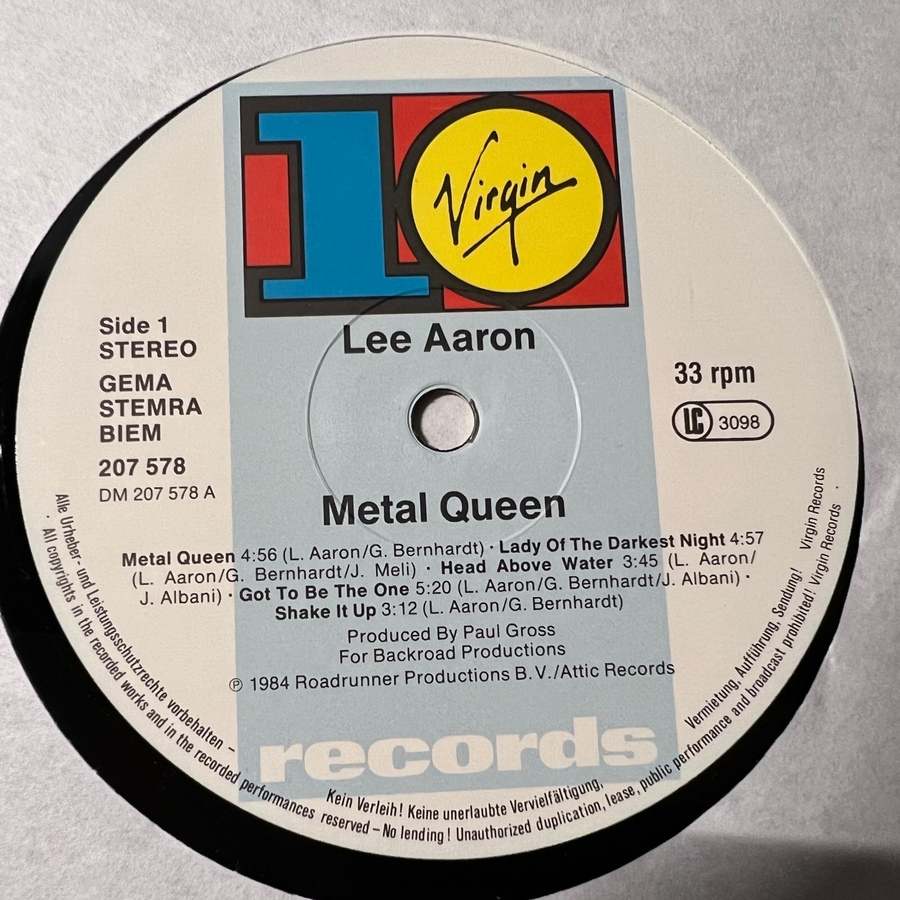 10
Virgin
Lee Aaron
Side 1
STEREO
GEMA
STEMRA
BIEM
207 578
DM 207 578 A
33 rpm
LC 3098
Metal Queen
Metal Queen 4:56 (L. Aaron/G. Bernhardt) · Lady Of The Darkest Night 4:57
(L. Aaron/G. Bernhardt/J. Meli) · Head Above Water 3:45 (L. Aaron/
J. Albani) · Got To Be The One 5:20 (L. Aaron/G. Bernhardt/J. Albani) ·
Shake It Up 3:12 (L. Aaron/G. Bernhardt)
Produced By Paul Gross
For Backroad Productions
℗ 1984 Roadrunner Productions B.V./Attic Records
records
Alle Urheber- und Leistungsschutzrechte vorbehalten – Kein Verleih! Keine unerlaubte Vervielfältigung, Vermietung, Aufführung, Sendung! Virgin Records
· All copyrights in the recorded works and in the recorded performances reserved – No lending! Unauthorized duplication, lease, public performance and broadcast prohibited! Virgin Records ·